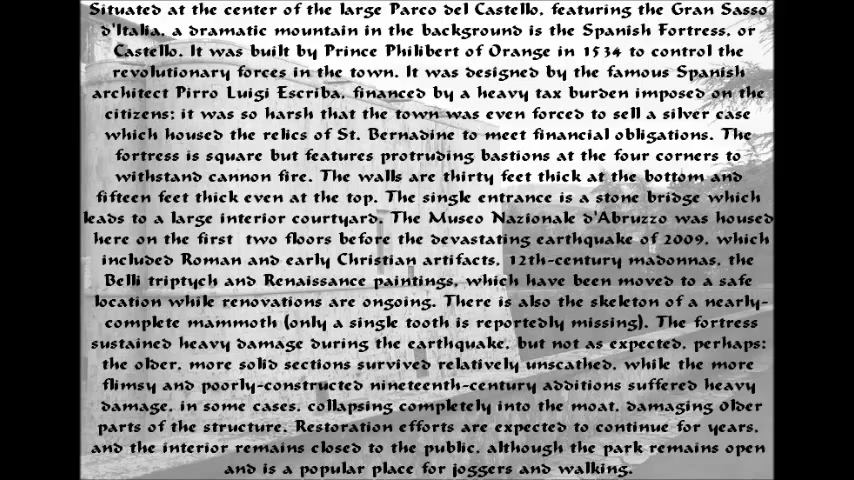 Situated at the center of the large Parco del Castello, featuring the Gran Sasso
d'Italia, a dramatic mountain in the background is the Spanish Fortress, or
Castello. It was built by Prince Philibert of Orange in 1534 to control the
revolutionary forces in the town. It was designed by the famous Spanish
architect Pirro Luigi Escriba, financed by a heavy tax burden imposed on the
citizens; it was so harsh that the town was even forced to sell a silver case
which housed the relics of St. Bernadine to meet financial obligations. The
fortress is square but features protruding bastions at the four corners to
withstand cannon fire. The walls are thirty feet thick at the bottom and
fifteen feet thick even at the top. The single entrance is a stone bridge which
leads to a large interior courtyard. The Museo Nazionale d'Abruzzo was housed
here on the first two floors before the devastating earthquake of 2009, which
included Roman and early Christian artifacts, 12th-century madonnas, the
Belli triptych and Renaissance paintings, which have been moved to a safe
location while renovations are ongoing. There is also the skeleton of a nearly-
complete mammoth (only a single tooth is reportedly missing). The fortress
sustained heavy damage during the earthquake, but not as expected, perhaps;
the older, more solid sections survived relatively unscathed, while the more
flimsy and poorly-constructed nineteenth-century additions suffered heavy
damage, in some cases, collapsing completely into the moat, damaging older
parts of the structure. Restoration efforts are expected to continue for years,
and the interior remains closed to the public, although the park remains open
and is a popular place for joggers and walking.